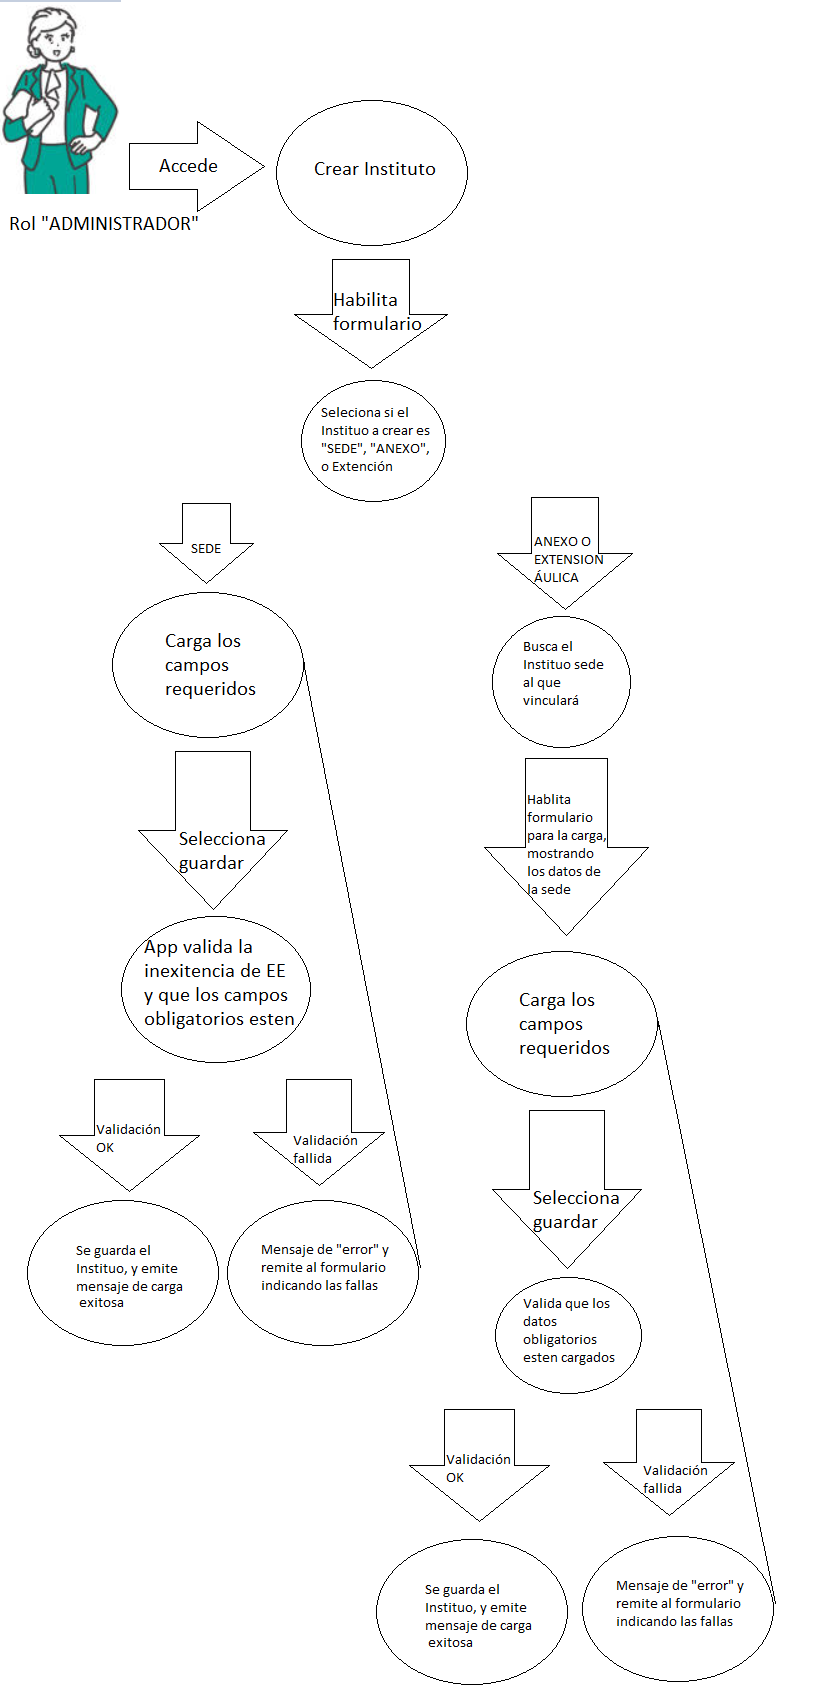 Accede
Crear Instituto
Rol "ADMINISTRADOR"
Habilita
formulario
Seleciona si el
Instituo a crear es
"SEDE", "ANEXO",
o Extención
SEDE
Carga los
campos
requeridos
Selecciona
guardar
App valida la
inexitencia de EE
y que los campos
obligatorios esten
Validación
OK
Validación
fallida
Se guarda el
Instituo, y emite
mensaje de carga
exitosa
Mensaje de "error" y
remite al formulario
indicando las fallas
ANEXO O
EXTENSION
ÁULICA
Busca el
Instituo sede
al que
vinculará
Hablita
formulario
para la carga,
mostrando
los datos de
la sede
Carga los
campos
requeridos
Selecciona
guardar
Valida que los
datos
obligatorios
esten cargados
Validación
OK
Validación
fallida
Se guarda el
Instituo, y emite
mensaje de carga
exitosa
Mensaje de "error" y
remite al formulario
indicando las fallas